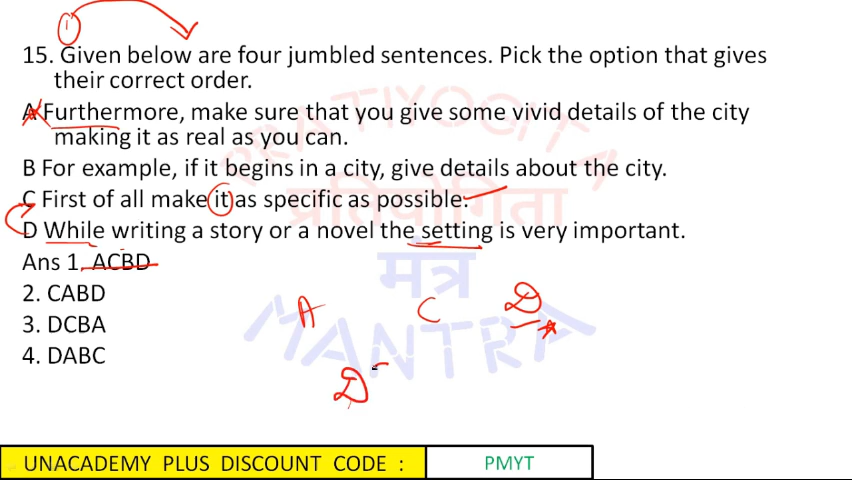 1
15. Given below are four jumbled sentences. Pick the option that gives
their correct order.
A Furthermore, make sure that you give some vivid details of the city
making it as real as you can.
B For example, if it begins in a city, give details about the city.
C First of all make it as specific as possible.
D While writing a story or a novel the setting is very important.
Ans 1. ACBD
2. CABD
3. DCBA
4. DABC
A C D
D
PRATIYOGITA
प्रतियोगिता
मंत्र
MANTRA
UNACADEMY PLUS DISCOUNT CODE : PMYT